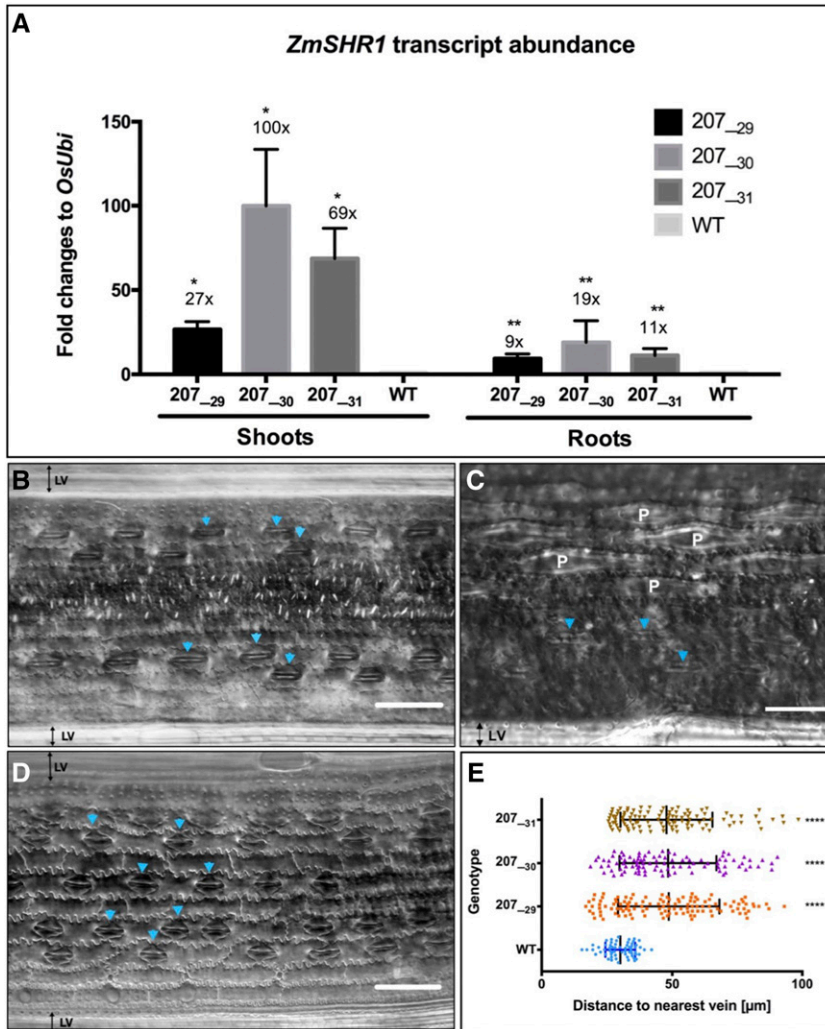 A
ZmSHR1 transcript abundance
Fold changes to OsUbi
150
100
50
0
*
27x
*
100x
*
69x
**
9x
**
19x
**
11x
207_29
207_30
207_31
WT
207_29 207_30 207_31 WT 207_29 207_30 207_31 WT
Shoots Roots
B
LV
LV
C
P
P
P
P
LV
D
LV
LV
E
Genotype
207_31 ****
207_30 ****
207_29 ****
WT
0 50 100
Distance to nearest vein [µm]